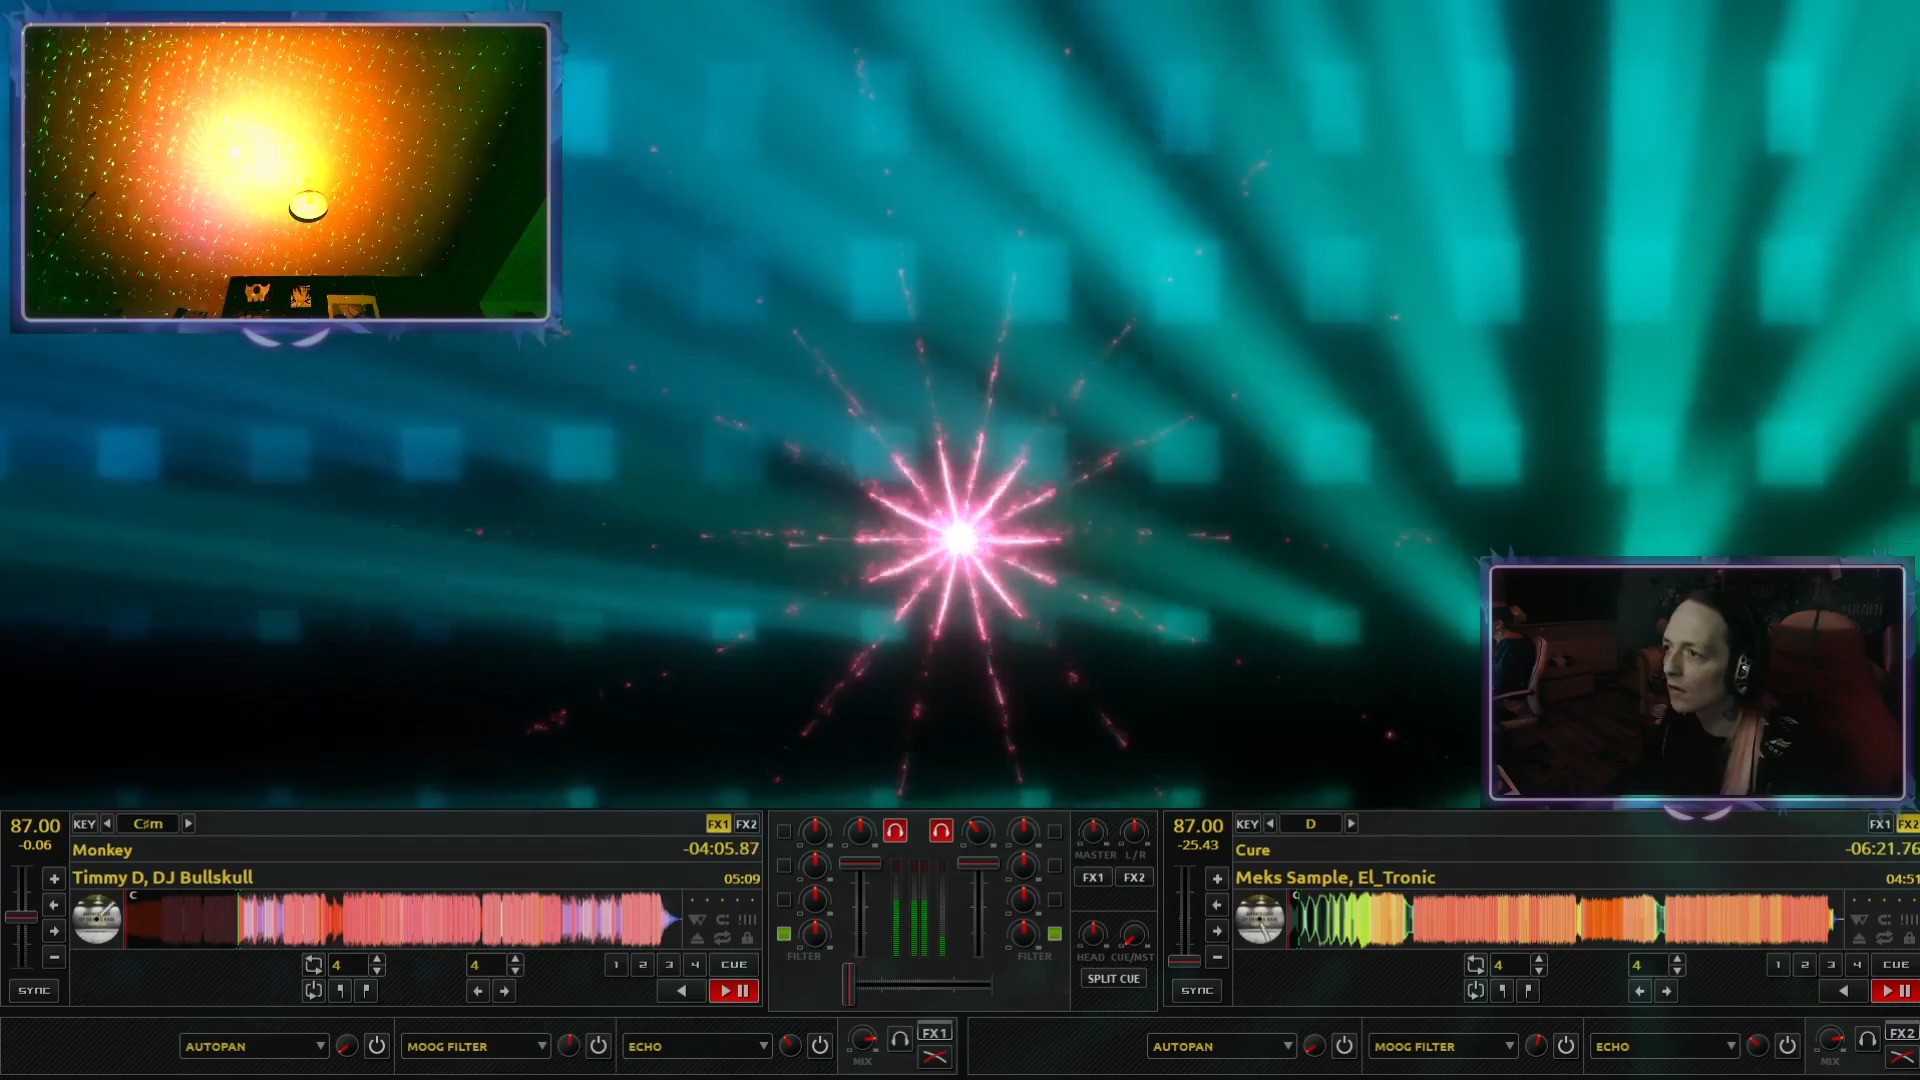 87.00
-0.06
KEY
C♯m
FX1 FX2
Monkey
-04:05.87
Timmy D, DJ Bullskull
05:09
C
4
4
1 2 3 4 CUE
SYNC
FILTER
FILTER
MASTER L/R
FX1 FX2
HEAD CUE/MST
SPLIT CUE
87.00
-25.43
KEY
D
FX1 FX2
Cure
-06:21.76
Meks Sample, El_Tronic
04:51
C
4
4
1 2 3 4 CUE
SYNC
AUTOPAN
MOOG FILTER
ECHO
MIX
FX1
AUTOPAN
MOOG FILTER
ECHO
MIX
FX2